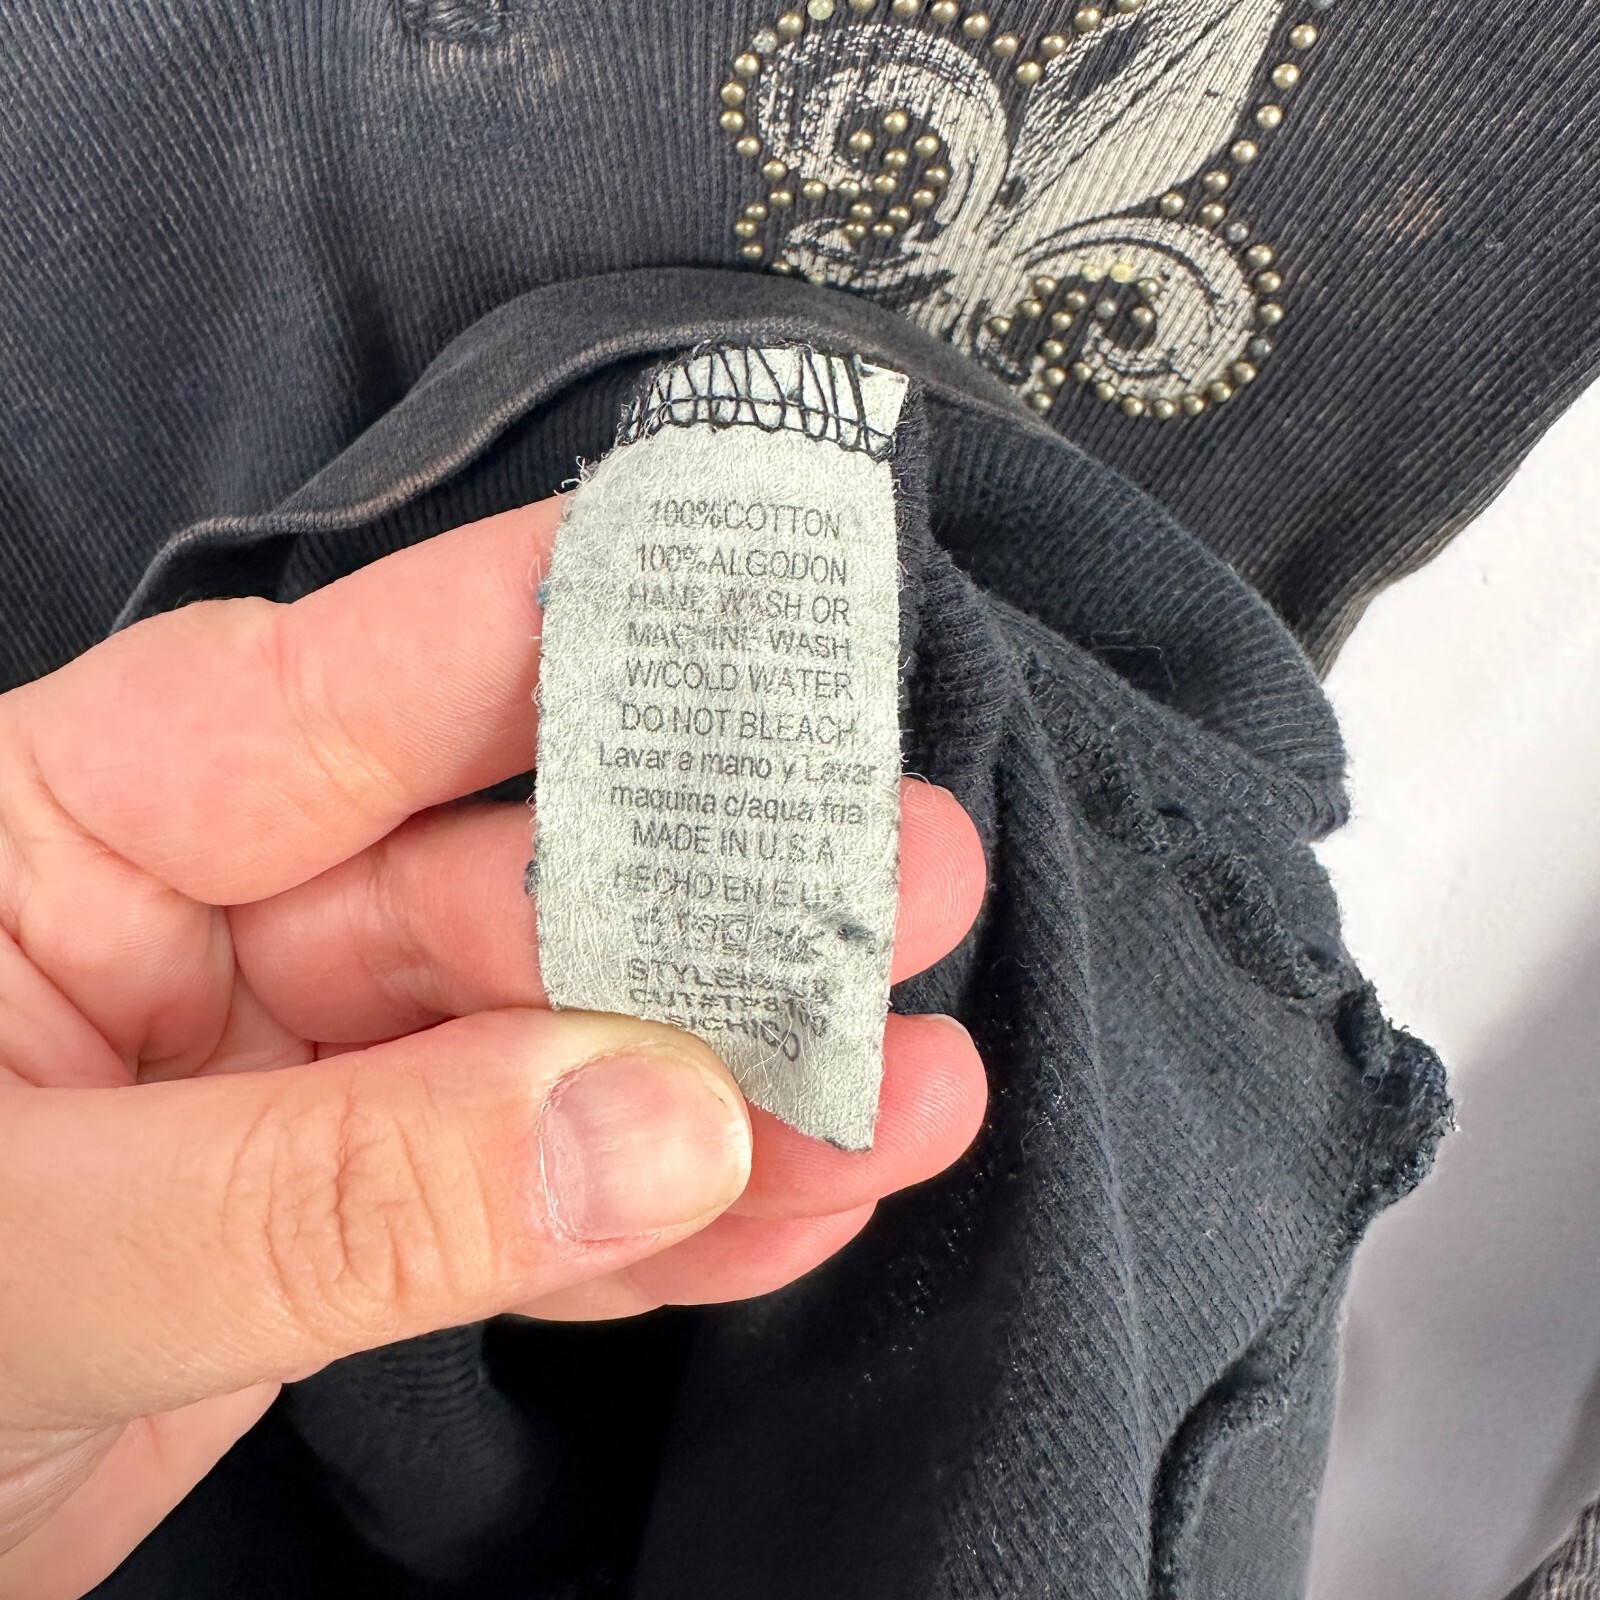 100%COTTON
100%ALGODON
HAND WASH OR
MACHINE WASH
W/COLD WATER
DO NOT BLEACH
Lavar a mano y Lavar
maquina c/aqua fria
MADE IN U.S.A
HECHO EN E.U.A